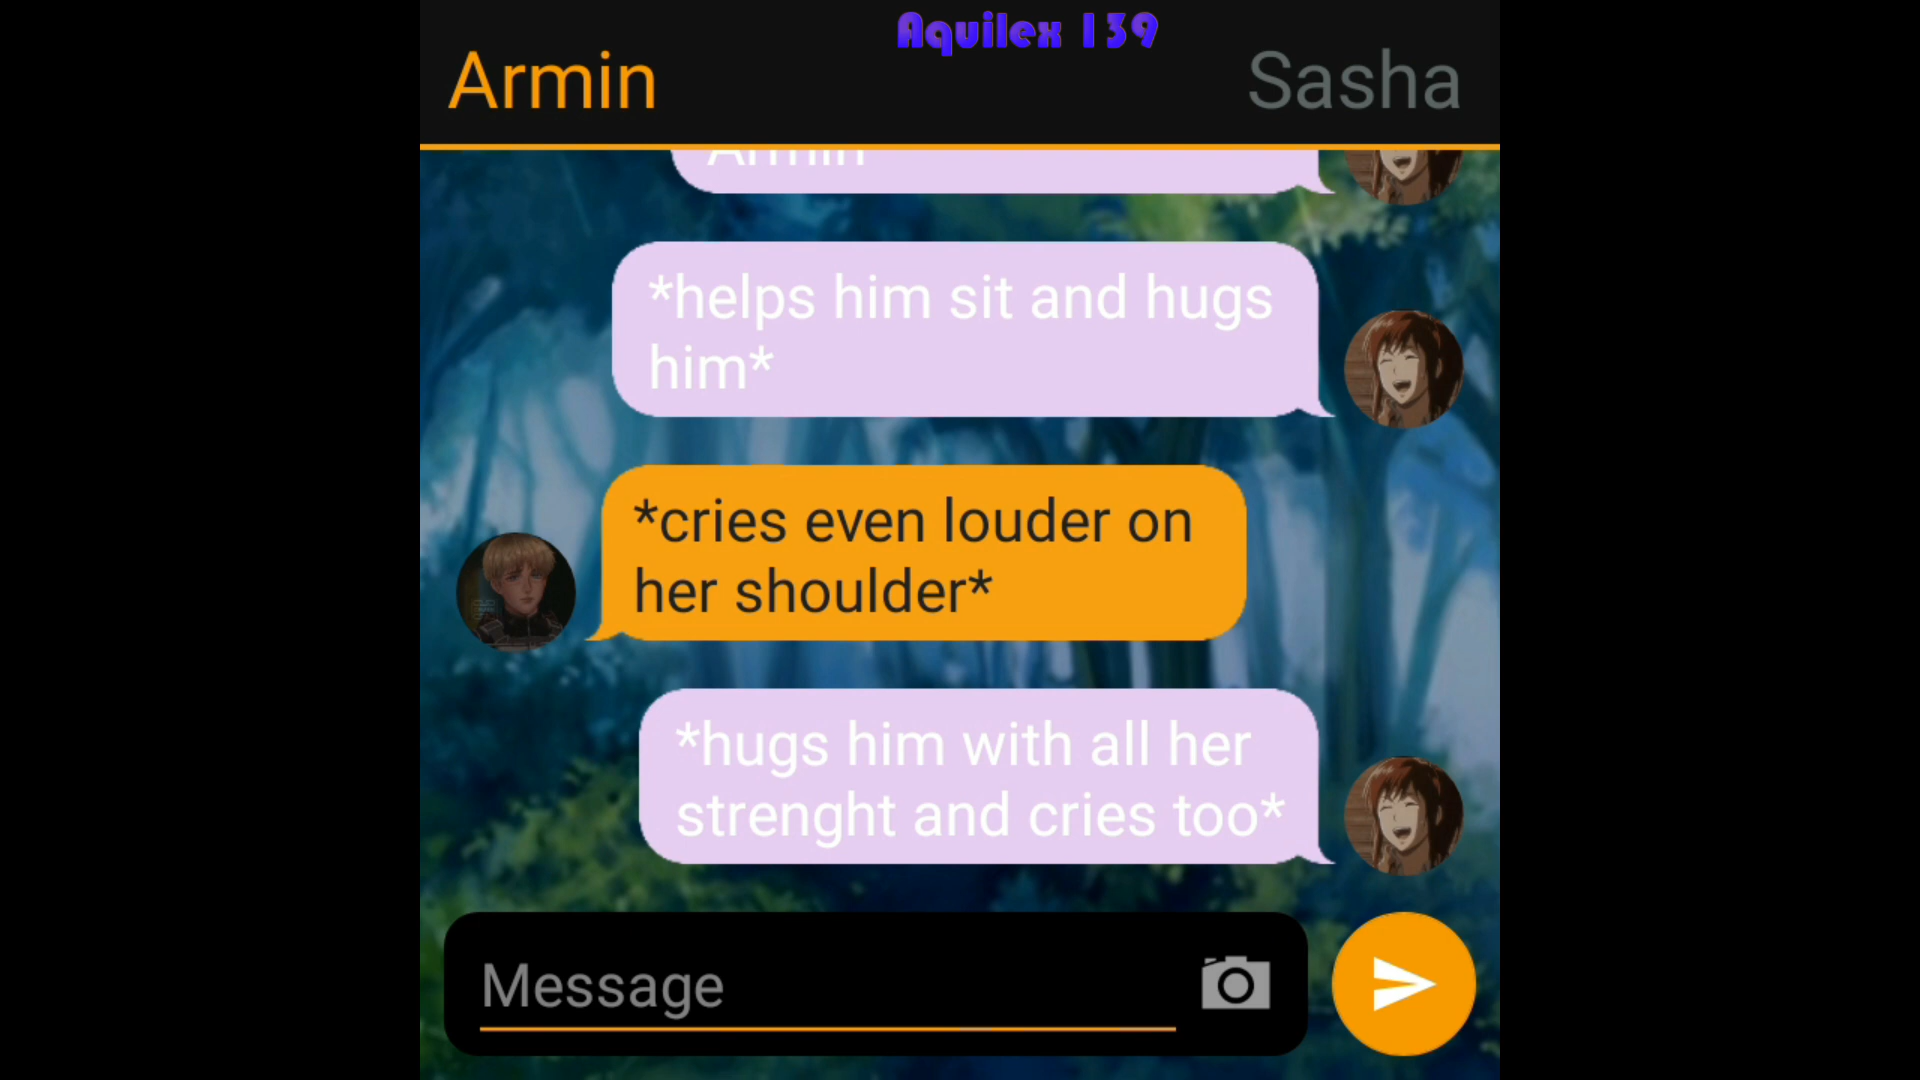 Aquilex 139
Armin
Sasha
Armin
*helps him sit and hugs
him*
*cries even louder on
her shoulder*
*hugs him with all her
strenght and cries too*
Message